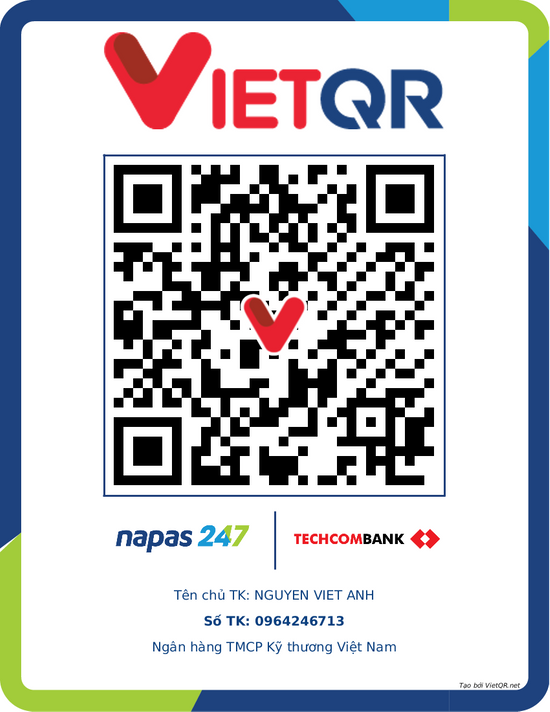 VIETQR
napas 247
TECHCOMBANK
Tên chủ TK: NGUYEN VIET ANH
Số TK: 0964246713
Ngân hàng TMCP Kỹ thương Việt Nam
Tạo bởi VietQR.net